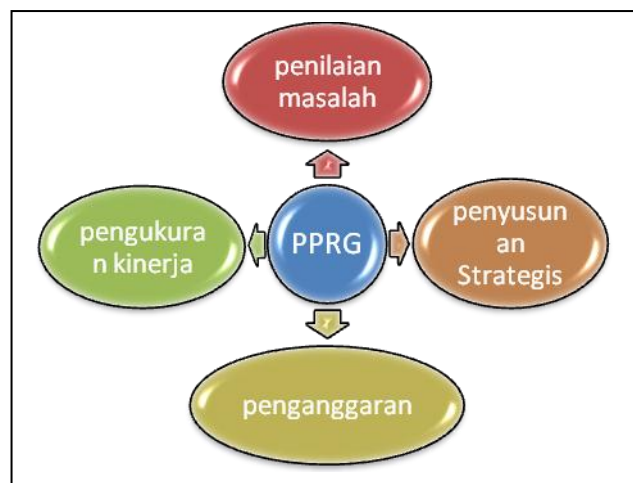 penilaian
masalah
pengukura
n kinerja
PPRG
penyusun
an
Strategis
penganggaran